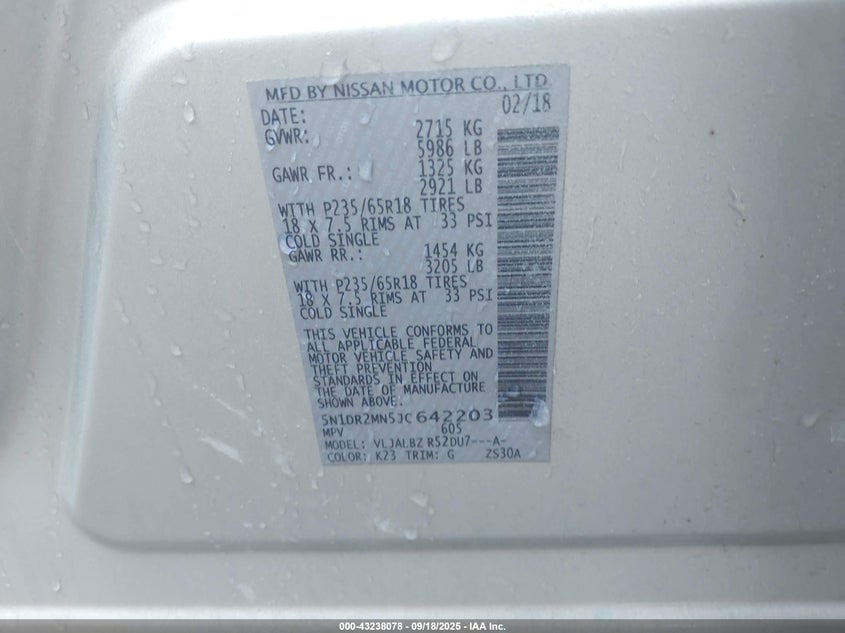 MFD BY NISSAN MOTOR CO., LTD
DATE: 02/18
GVWR: 2715 KG
5986 LB
GAWR FR.: 1325 KG
2921 LB
WITH P235/65R18 TIRES
18 X 7.5 RIMS AT 33 PSI
COLD SINGLE
GAWR RR.: 1454 KG
3205 LB
WITH P235/65R18 TIRES
18 X 7.5 RIMS AT 33 PSI
COLD SINGLE
THIS VEHICLE CONFORMS TO
ALL APPLICABLE FEDERAL
MOTOR VEHICLE SAFETY AND
THEFT PREVENTION
STANDARDS IN EFFECT ON
THE DATE OF MANUFACTURE
SHOWN ABOVE.
5N1DR2MN5JC642203
MPV 605
MODEL: VLJALBZ R52DU7---A-
COLOR: K23 TRIM: G ZS30A
000-43238078 - 09/18/2025 - IAA Inc.